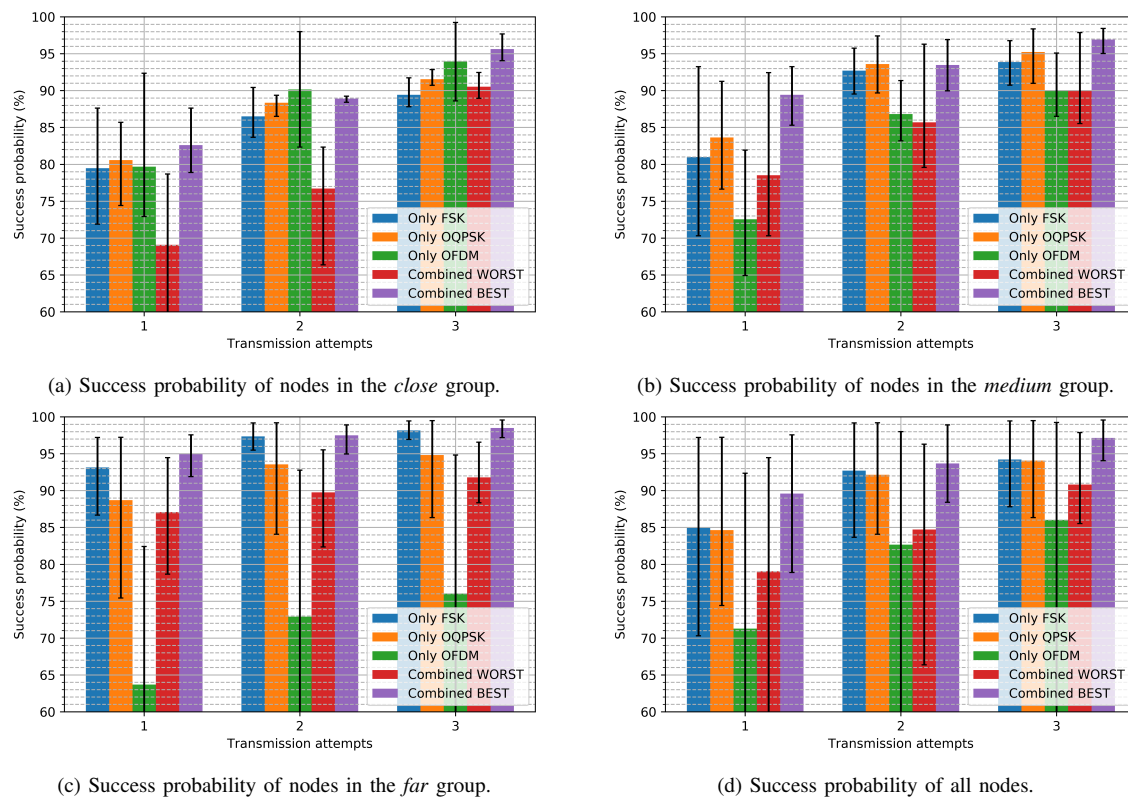 100
95
90
85
80
75
70
65
60
Success probability (%)
Only FSK
Only OQPSK
Only OFDM
Combined WORST
Combined BEST
1 2 3
Transmission attempts
(a) Success probability of nodes in the close group.
100
95
90
85
80
75
70
65
60
Success probability (%)
Only FSK
Only OQPSK
Only OFDM
Combined WORST
Combined BEST
1 2 3
Transmission attempts
(b) Success probability of nodes in the medium group.
100
95
90
85
80
75
70
65
60
Success probability (%)
Only FSK
Only OQPSK
Only OFDM
Combined WORST
Combined BEST
1 2 3
Transmission attempts
(c) Success probability of nodes in the far group.
100
95
90
85
80
75
70
65
60
Success probability (%)
Only FSK
Only QPSK
Only OFDM
Combined WORST
Combined BEST
1 2 3
Transmission attempts
(d) Success probability of all nodes.